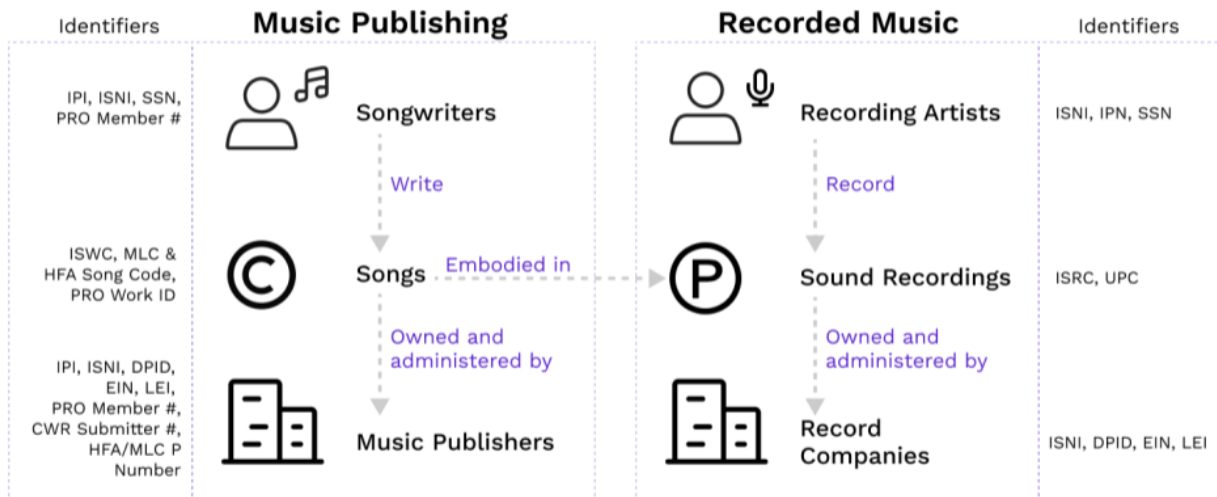 Identifiers
Music Publishing
Recorded Music
Identifiers
IPI, ISNI, SSN,
PRO Member #
Songwriters
Recording Artists
ISNI, IPN, SSN
Write
Record
ISWC, MLC &
HFA Song Code,
PRO Work ID
C
Songs
Embodied in
P
Sound Recordings
ISRC, UPC
Owned and
administered by
Owned and
administered by
IPI, ISNI, DPID,
EIN, LEI,
PRO Member #,
CWR Submitter #,
HFA/MLC P
Number
Music Publishers
Record
Companies
ISNI, DPID, EIN, LEI